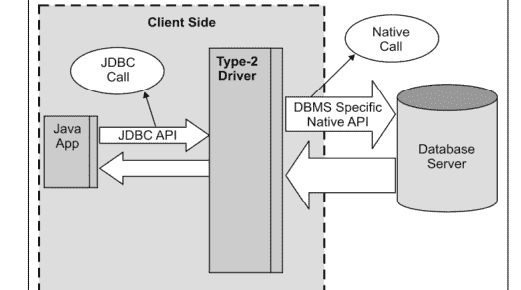 Client Side
Native
Call
JDBC
Call
Type-2
Driver
DBMS Specific
Native API
Java
App
JDBC API
Database
Server